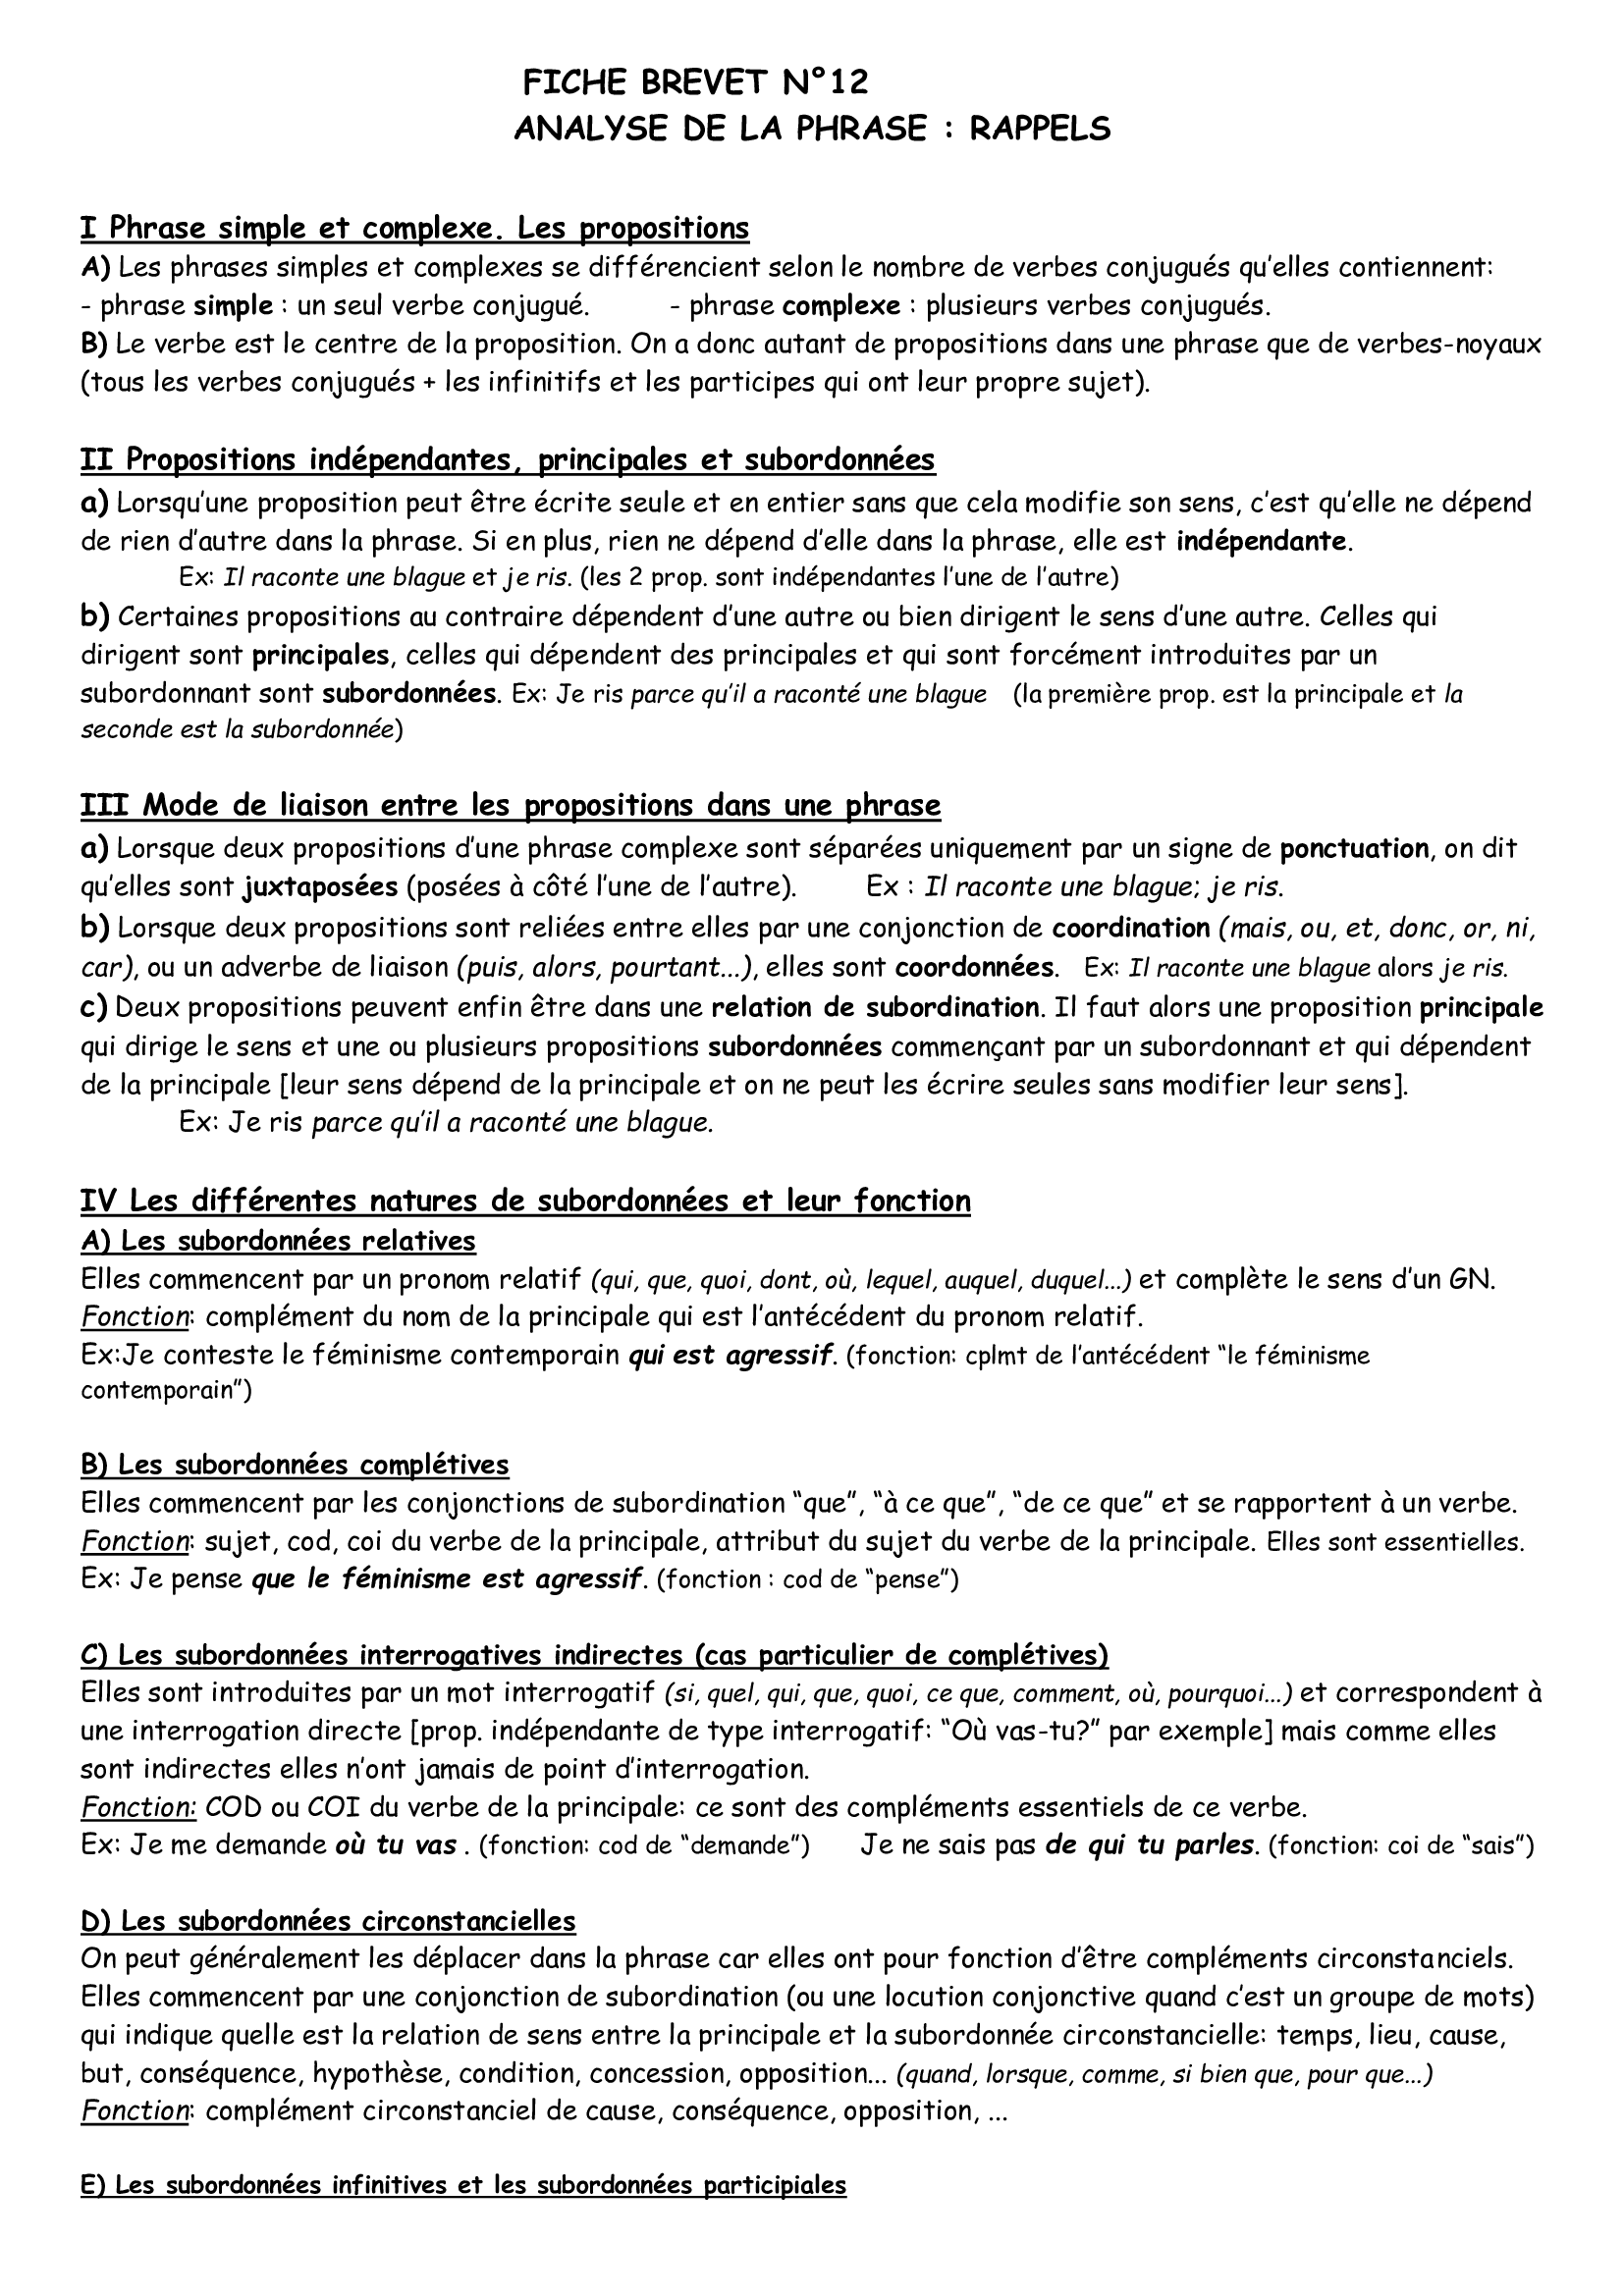 FICHE BREVET N°12
ANALYSE DE LA PHRASE : RAPPELS
I Phrase simple et complexe. Les propositions
A) Les phrases simples et complexes se différencient selon le nombre de verbes conjugués qu'elles contiennent:
- phrase simple : un seul verbe conjugué. - phrase complexe : plusieurs verbes conjugués.
B) Le verbe est le centre de la proposition. On a donc autant de propositions dans une phrase que de verbes-noyaux
(tous les verbes conjugués + les infinitifs et les participes qui ont leur propre sujet).
II Propositions indépendantes, principales et subordonnées
a) Lorsqu'une proposition peut être écrite seule et en entier sans que cela modifie son sens, c'est qu'elle ne dépend
de rien d'autre dans la phrase. Si en plus, rien ne dépend d'elle dans la phrase, elle est indépendante.
Ex: Il raconte une blague et je ris. (les 2 prop. sont indépendantes l'une de l'autre)
b) Certaines propositions au contraire dépendent d'une autre ou bien dirigent le sens d'une autre. Celles qui
dirigent sont principales, celles qui dépendent des principales et qui sont forcément introduites par un
subordonnant sont subordonnées. Ex: Je ris parce qu'il a raconté une blague (la première prop. est la principale et la
seconde est la subordonnée)
III Mode de liaison entre les propositions dans une phrase
a) Lorsque deux propositions d'une phrase complexe sont séparées uniquement par un signe de ponctuation, on dit
qu'elles sont juxtaposées (posées à côté l'une de l'autre). Ex : Il raconte une blague; je ris.
b) Lorsque deux propositions sont reliées entre elles par une conjonction de coordination (mais, ou, et, donc, or, ni,
car), ou un adverbe de liaison (puis, alors, pourtant...), elles sont coordonnées. Ex: Il raconte une blague alors je ris.
c) Deux propositions peuvent enfin être dans une relation de subordination. Il faut alors une proposition principale
qui dirige le sens et une ou plusieurs propositions subordonnées commençant par un subordonnant et qui dépendent
de la principale [leur sens dépend de la principale et on ne peut les écrire seules sans modifier leur sens].
Ex: Je ris parce qu'il a raconté une blague.
IV Les différentes natures de subordonnées et leur fonction
A) Les subordonnées relatives
Elles commencent par un pronom relatif (qui, que, quoi, dont, où, lequel, auquel, duquel...) et complète le sens d'un GN.
Fonction: complément du nom de la principale qui est l'antécédent du pronom relatif.
Ex:Je conteste le féminisme contemporain qui est agressif. (fonction: cplmt de l'antécédent "le féminisme
contemporain")
B) Les subordonnées complétives
Elles commencent par les conjonctions de subordination "que", "à ce que", "de ce que" et se rapportent à un verbe.
Fonction: sujet, cod, coi du verbe de la principale, attribut du sujet du verbe de la principale. Elles sont essentielles.
Ex: Je pense que le féminisme est agressif. (fonction : cod de "pense")
C) Les subordonnées interrogatives indirectes (cas particulier de complétives)
Elles sont introduites par un mot interrogatif (si, quel, qui, que, quoi, ce que, comment, où, pourquoi...) et correspondent à
une interrogation directe [prop. indépendante de type interrogatif: "Où vas-tu?" par exemple] mais comme elles
sont indirectes elles n'ont jamais de point d'interrogation.
Fonction: COD ou COI du verbe de la principale: ce sont des compléments essentiels de ce verbe.
Ex: Je me demande où tu vas . (fonction: cod de "demande") Je ne sais pas de qui tu parles. (fonction: coi de "sais")
D) Les subordonnées circonstancielles
On peut généralement les déplacer dans la phrase car elles ont pour fonction d'être compléments circonstanciels.
Elles commencent par une conjonction de subordination (ou une locution conjonctive quand c'est un groupe de mots)
qui indique quelle est la relation de sens entre la principale et la subordonnée circonstancielle: temps, lieu, cause,
but, conséquence, hypothèse, condition, concession, opposition... (quand, lorsque, comme, si bien que, pour que...)
Fonction: complément circonstanciel de cause, conséquence, opposition, ...
E) Les subordonnées infinitives et les subordonnées participiales